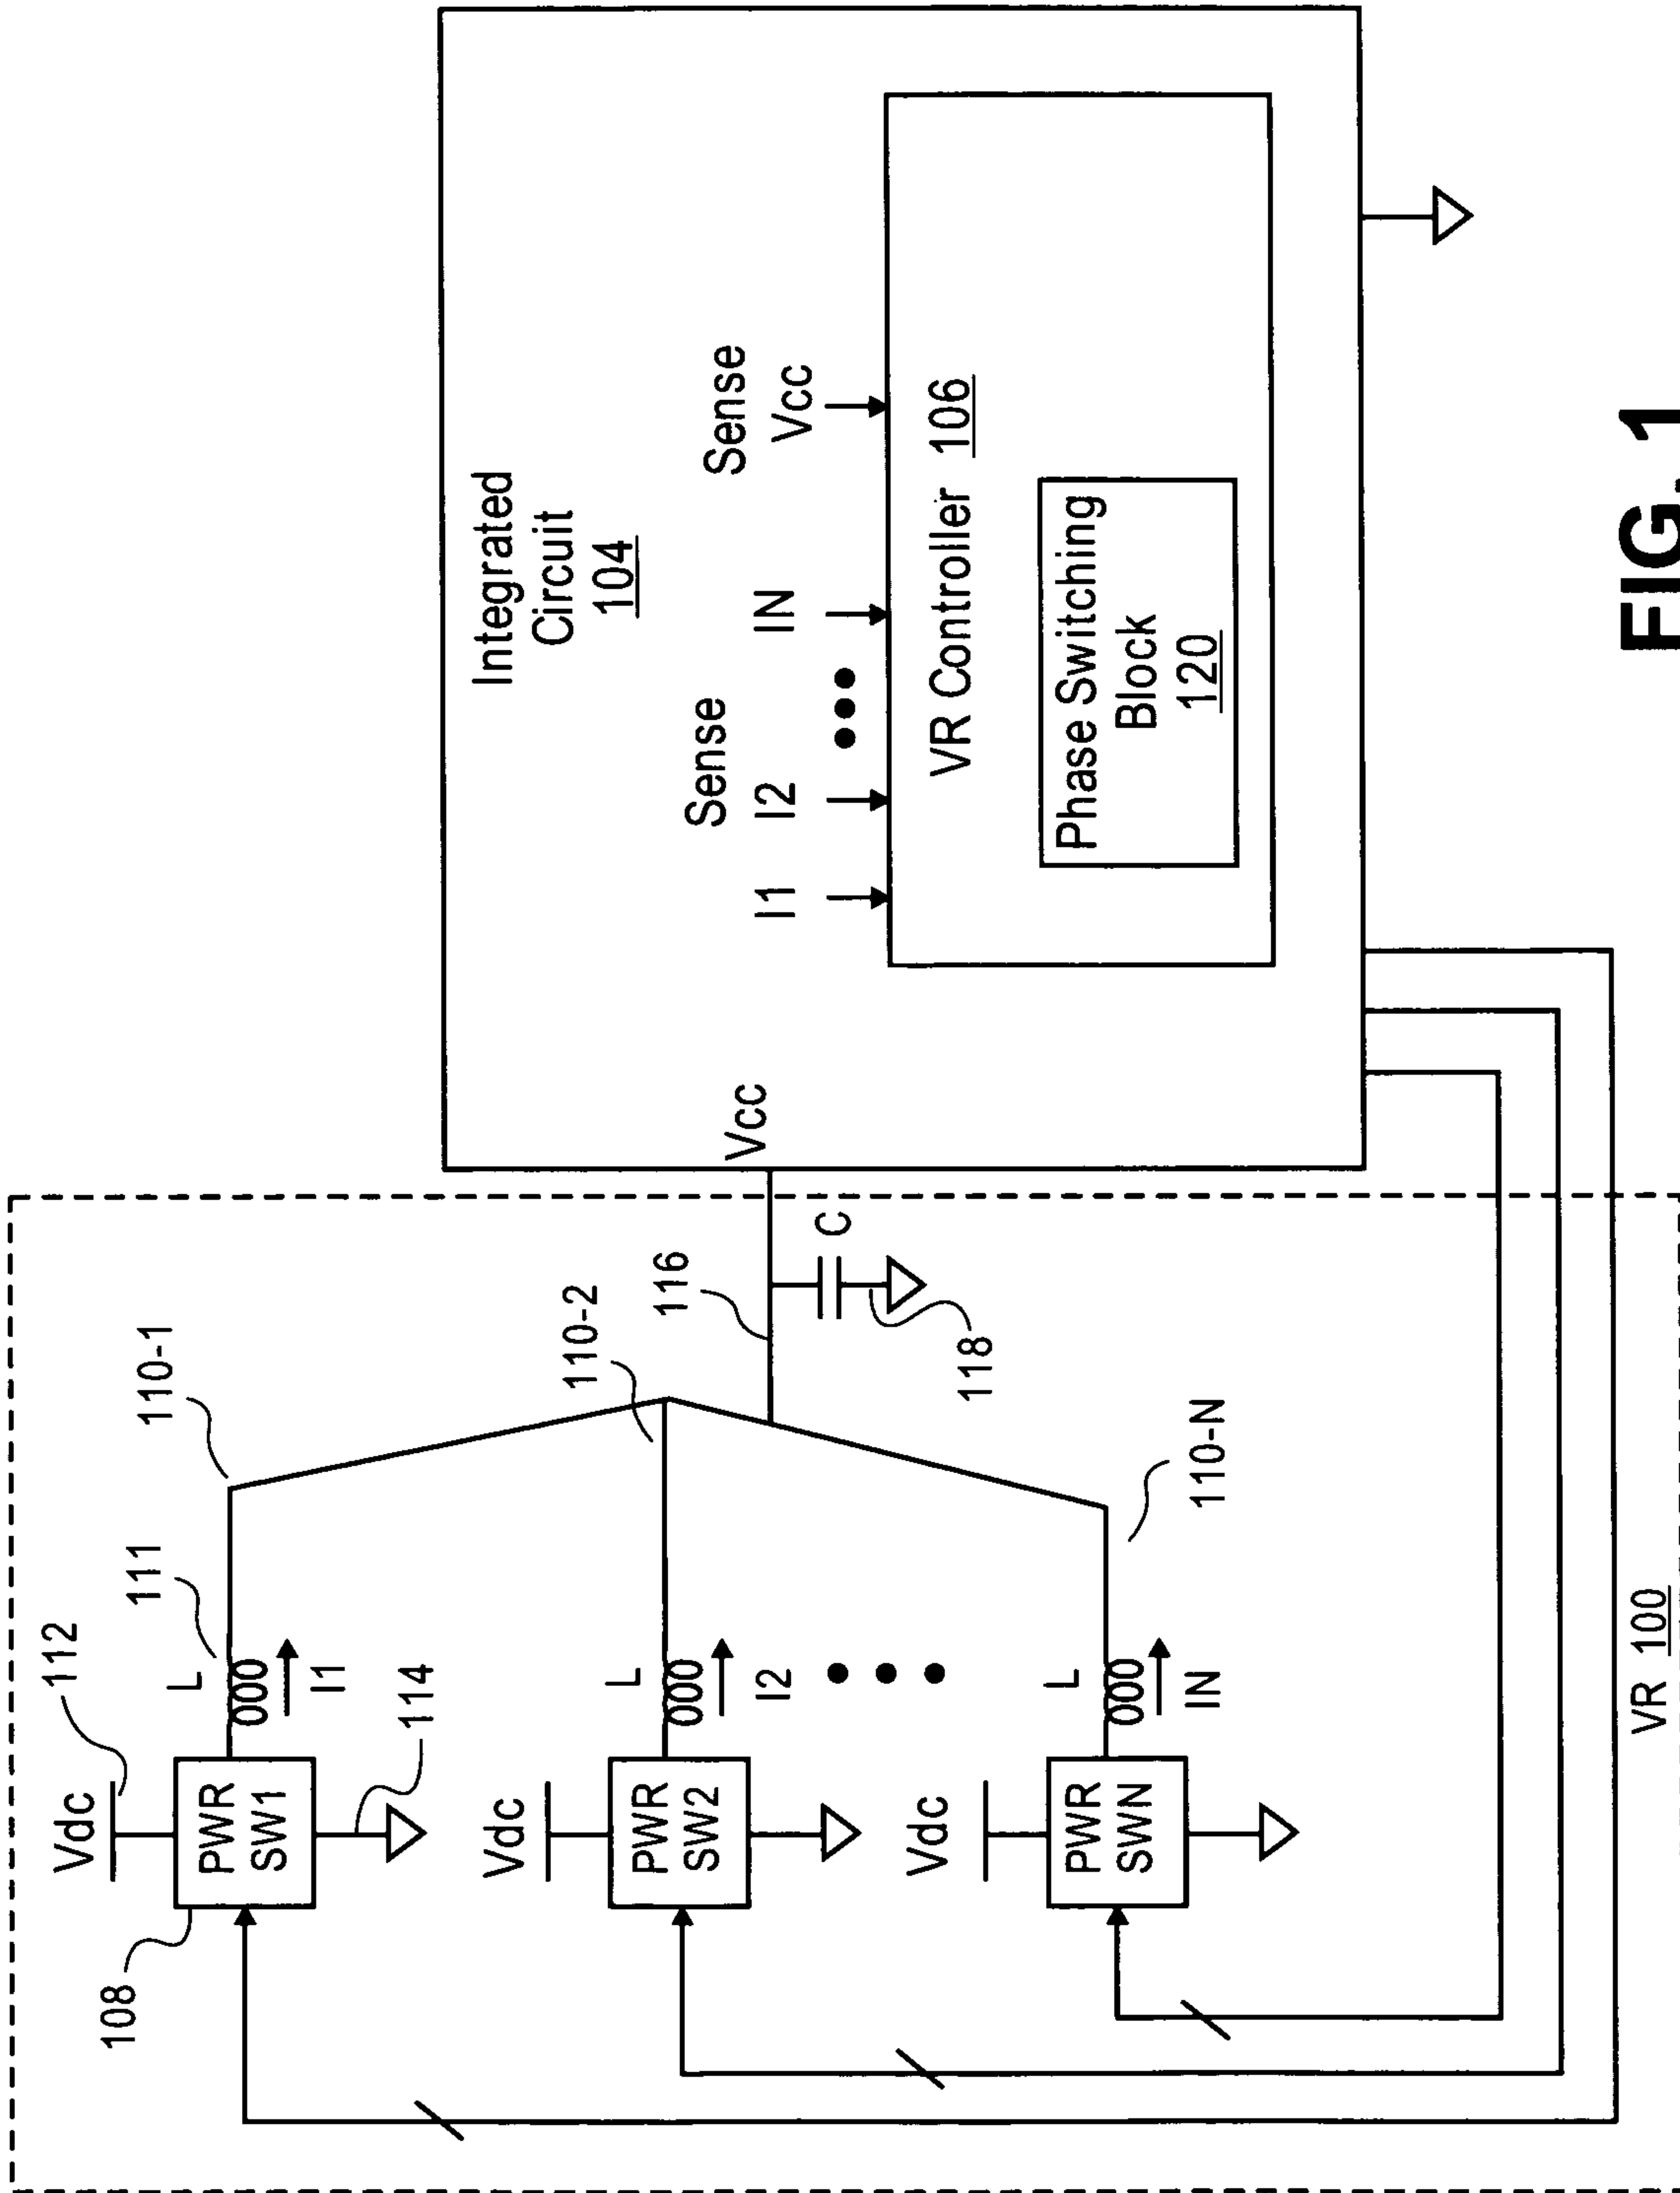 Vdc
112
108
PWR
SW1
L
111
I1
114
110-1
Vdc
PWR
SW2
L
I2
110-2
116
C
118
Vdc
PWR
SWN
L
IN
110-N
VR 100
Vcc
Integrated
Circuit
104
Sense
I1
I2
IN
Sense
Vcc
VR Controller 106
Phase Switching
Block
120
FIG. 1